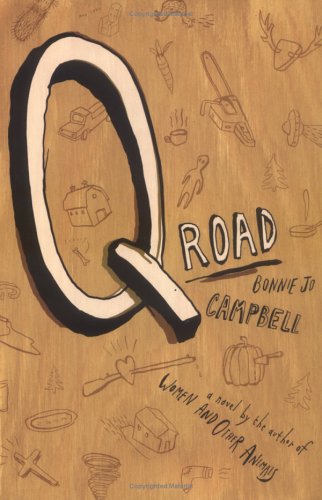 Q
ROAD
BONNIE JO
CAMPBELL
a novel by the author of
WOMEN AND OTHER ANIMALS